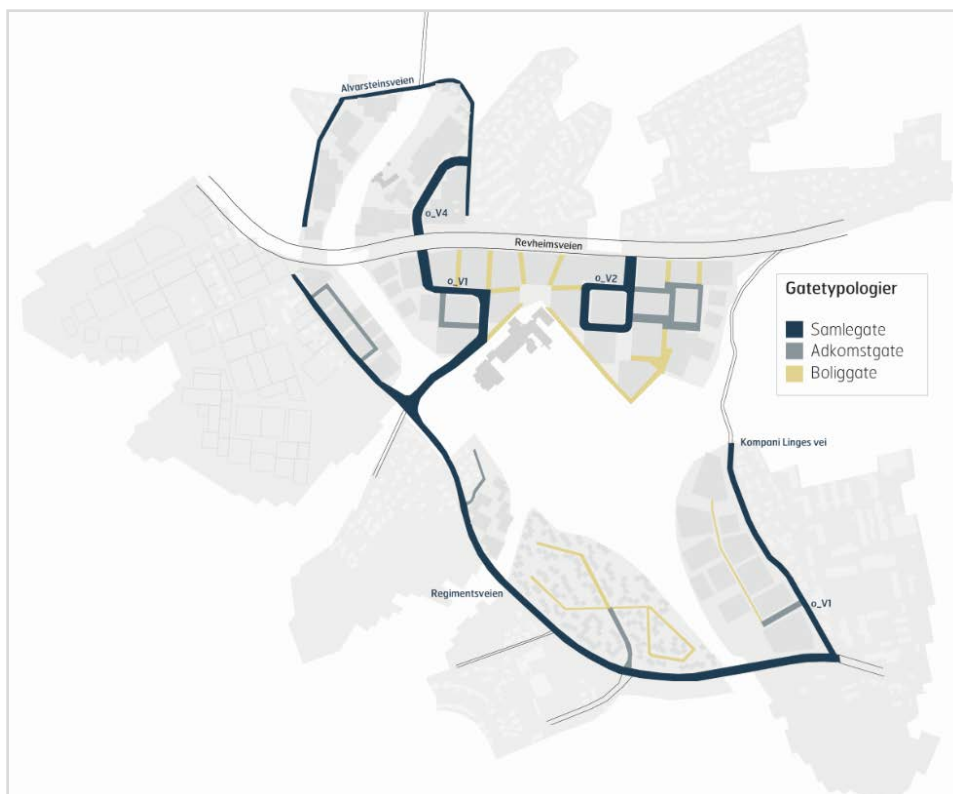 Alvarsteinsveien
o_V4
Revheimsveien
o_V1
o_V2
Gatetypologier
Samlegate
Adkomstgate
Boliggate
Kompani Linges vei
Regimentsveien
o_V1